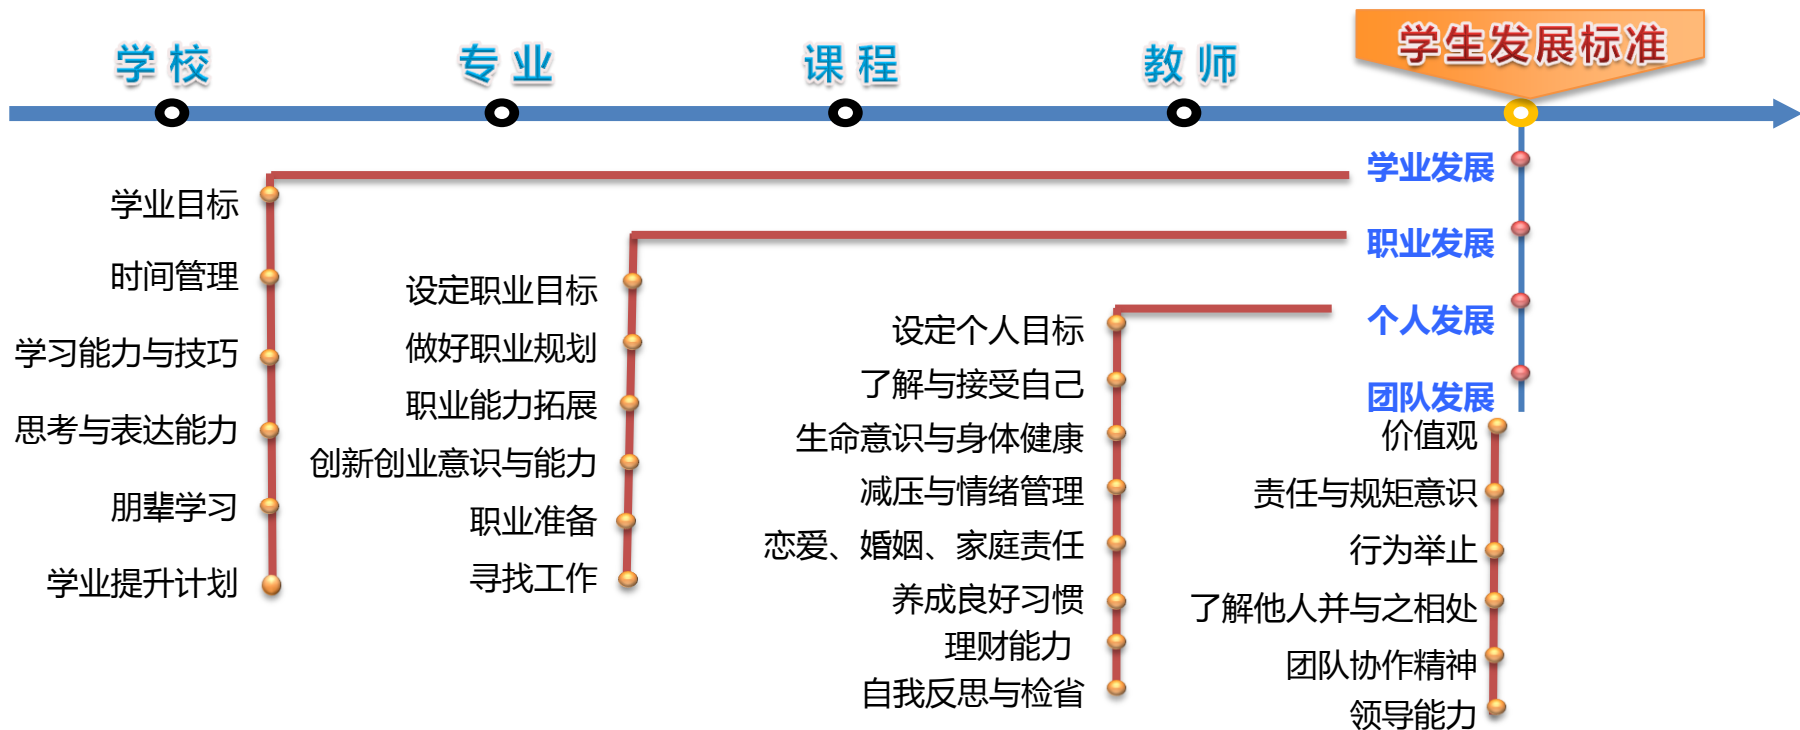 学校
专业
课程
教师
学生发展标准
学业发展
学业目标
时间管理
学习能力与技巧
思考与表达能力
朋辈学习
学业提升计划
职业发展
设定职业目标
做好职业规划
职业能力拓展
创新创业意识与能力
职业准备
寻找工作
个人发展
设定个人目标
了解与接受自己
生命意识与身体健康
减压与情绪管理
恋爱、婚姻、家庭责任
养成良好习惯
理财能力
自我反思与检省
团队发展
价值观
责任与规矩意识
行为举止
了解他人并与之相处
团队协作精神
领导能力